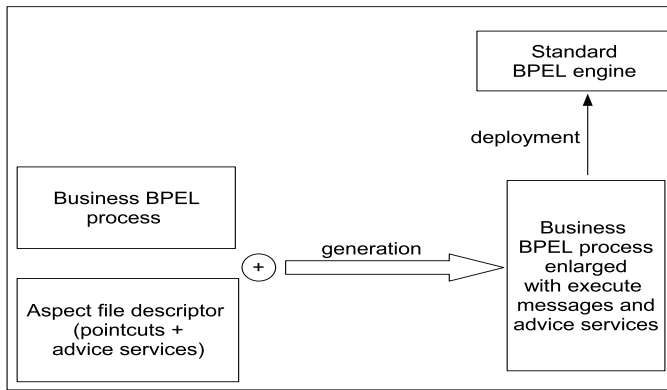 Standard
BPEL engine
deployment
Business BPEL
process
Business
BPEL process
enlarged
with execute
messages and
advice services
generation
+
Aspect file descriptor
(pointcuts +
advice services)